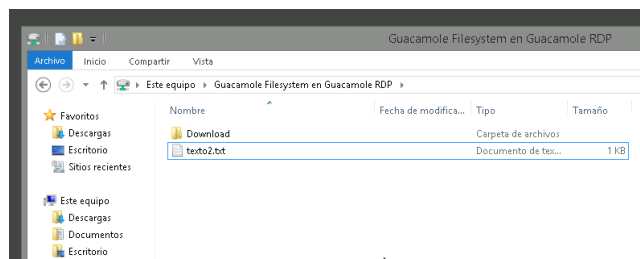 Guacamole Filesystem en Guacamole RDP
Archivo Inicio Compartir Vista
Este equipo Guacamole Filesystem en Guacamole RDP
Nombre Fecha de modifica... Tipo Tamaño
Favoritos
Download Carpeta de archivos
Descargas
texto2.txt Documento de tex... 1 KB
Escritorio
Sitios recientes
Este equipo
Descargas
Documentos
Escritorio